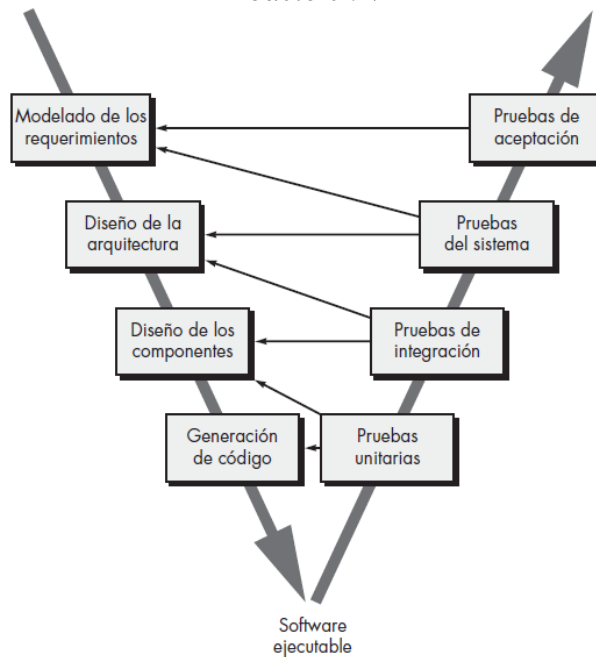 Modelado de los
requerimientos
Pruebas de
aceptación
Diseño de la
arquitectura
Pruebas
del sistema
Diseño de los
componentes
Pruebas de
integración
Generación
de código
Pruebas
unitarias
Software
ejecutable